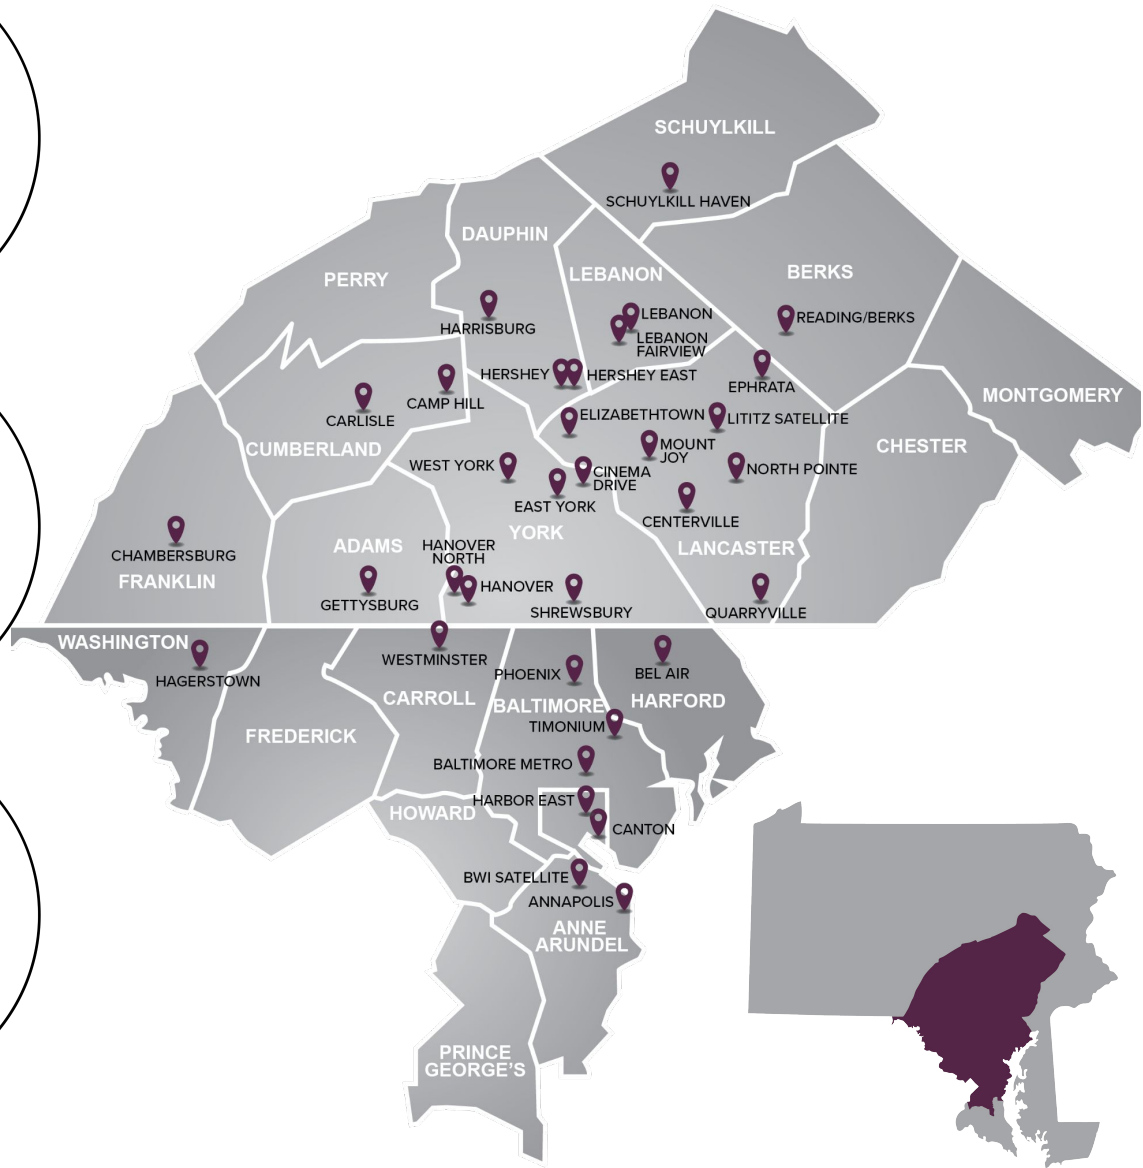 SCHUYLKILL
SCHUYLKILL HAVEN
DAUPHIN
LEBANON
BERKS
PERRY
HARRISBURG
LEBANON
READING/BERKS
LEBANON
FAIRVIEW
HERSHEY
HERSHEY EAST
EPHRATA
MONTGOMERY
CAMP HILL
CARLISLE
ELIZABETHTOWN
LITITZ SATELLITE
CUMBERLAND
CHESTER
MOUNT
JOY
WEST YORK
CINEMA
DRIVE
NORTH POINTE
EAST YORK
CENTERVILLE
YORK
ADAMS
HANOVER
NORTH
LANCASTER
CHAMBERSBURG
FRANKLIN
GETTYSBURG
HANOVER
SHREWSBURY
QUARRYVILLE
WASHINGTON
HAGERSTOWN
WESTMINSTER
PHOENIX
BEL AIR
CARROLL
BALTIMORE
HARFORD
TIMONIUM
FREDERICK
BALTIMORE METRO
HARBOR EAST
HOWARD
CANTON
BWI SATELLITE
ANNAPOLIS
ANNE
ARUNDEL
PRINCE
GEORGE'S